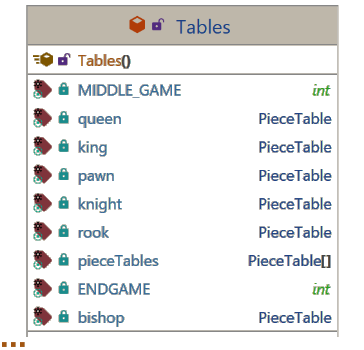 Tables
Tables()
MIDDLE_GAME int
queen PieceTable
king PieceTable
pawn PieceTable
knight PieceTable
rook PieceTable
pieceTables PieceTable[]
ENDGAME int
bishop PieceTable